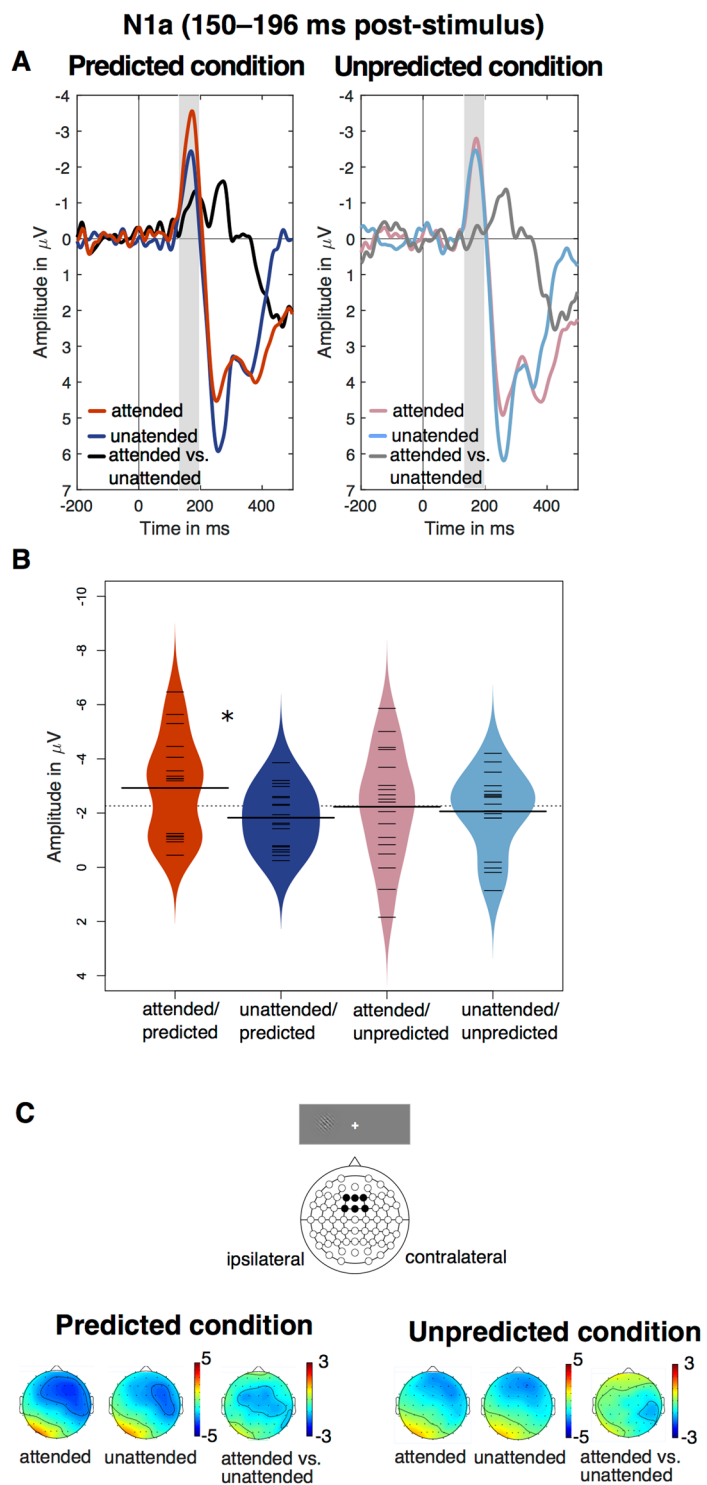 N1a (150–196 ms post-stimulus)
A
Predicted condition
Unpredicted condition
-4
-3
-2
-1
0
1
2
3
4
5
6
7
Amplitude in μV
-200
0
200
400
Time in ms
attended
unatended
attended vs.
unattended
-4
-3
-2
-1
0
1
2
3
4
5
6
7
Amplitude in μV
-200
0
200
400
Time in ms
attended
unattended
attended vs.
unattended
B
-10
-8
-6
-4
-2
0
2
4
Amplitude in μV
*
attended/
predicted
unattended/
predicted
attended/
unpredicted
unattended/
unpredicted
C
ipsilateral
contralateral
Predicted condition
Unpredicted condition
5
-5
3
-3
attended
unattended
attended vs.
unattended
5
-5
3
-3
attended
unattended
attended vs.
unattended